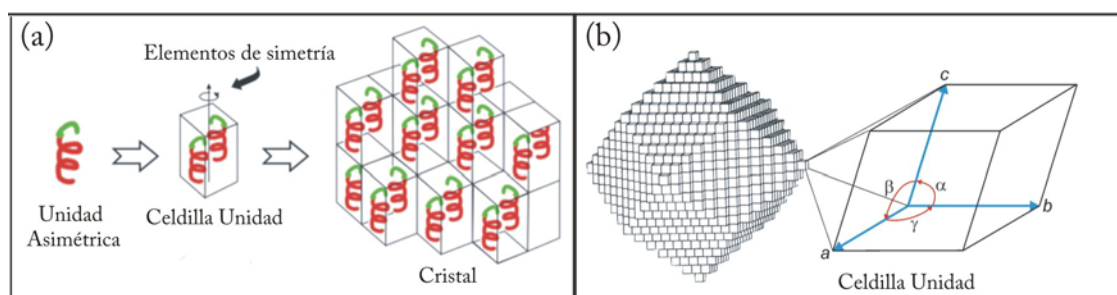 (a)
Elementos de simetría
Unidad
Asimétrica
Celdilla Unidad
Cristal
(b)
c
β
α
γ
b
a
Celdilla Unidad